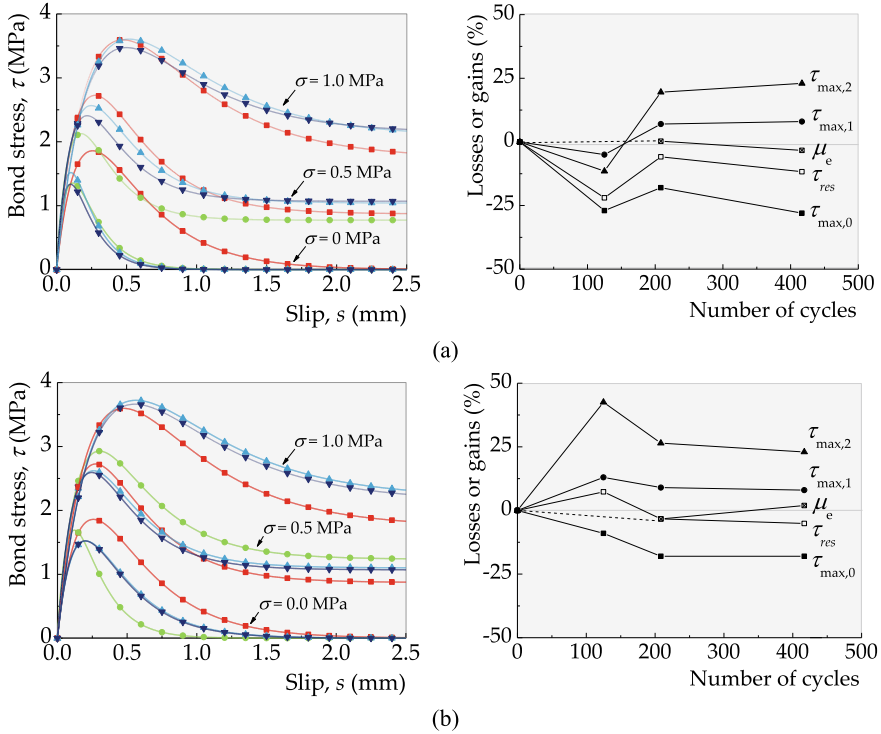 4
3
2
1
0
Bond stress, τ (MPa)
σ = 1.0 MPa
σ = 0.5 MPa
σ = 0 MPa
0.0 0.5 1.0 1.5 2.0 2.5
Slip, s (mm)
50
25
0
-25
-50
Losses or gains (%)
τmax,2
τmax,1
μe
τres
τmax,0
0 100 200 300 400 500
Number of cycles
(a)
4
3
2
1
0
Bond stress, τ (MPa)
σ = 1.0 MPa
σ = 0.5 MPa
σ = 0.0 MPa
0.0 0.5 1.0 1.5 2.0 2.5
Slip, s (mm)
50
25
0
-25
-50
Losses or gains (%)
τmax,2
τmax,1
μe
τres
τmax,0
0 100 200 300 400 500
Number of cycles
(b)